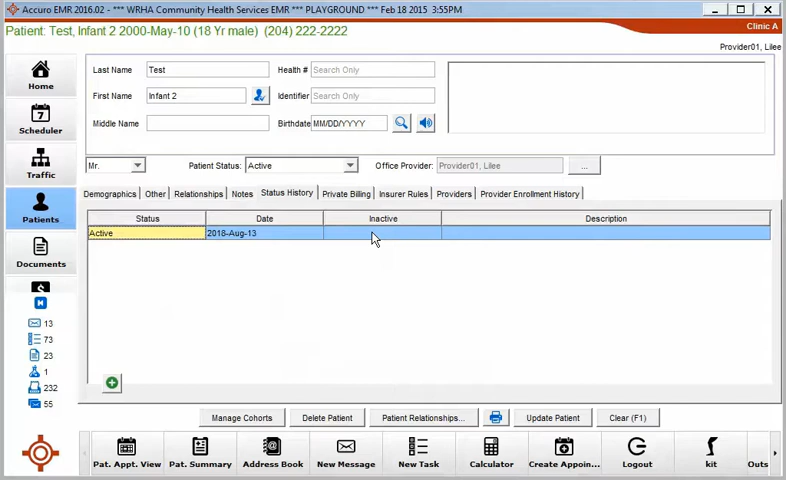 Accuro EMR 2016.02 - *** WRHA Community Health Services EMR *** PLAYGROUND *** Feb 18 2015 3:55PM
Patient: Test, Infant 2 2000-May-10 (18 Yr male) (204) 222-2222
Clinic A
Provider01, Lilee
Home
7
Scheduler
Traffic
Patients
Documents
$
13
73
23
1
232
55
Last Name Test Health # Search Only
First Name Infant 2 Identifier Search Only
Middle Name Birthdate MM/DD/YYYY
Mr. Patient Status: Active Office Provider: Provider01, Lilee ...
Demographics Other Relationships Notes Status History Private Billing Insurer Rules Providers Provider Enrollment History
Status Date Inactive Description
Active 2018-Aug-13
Manage Cohorts Delete Patient Patient Relationships... Update Patient Clear (F1)
Pat. Appt. View Pat. Summary Address Book New Message New Task Calculator Create Appoin... Logout kit Outs